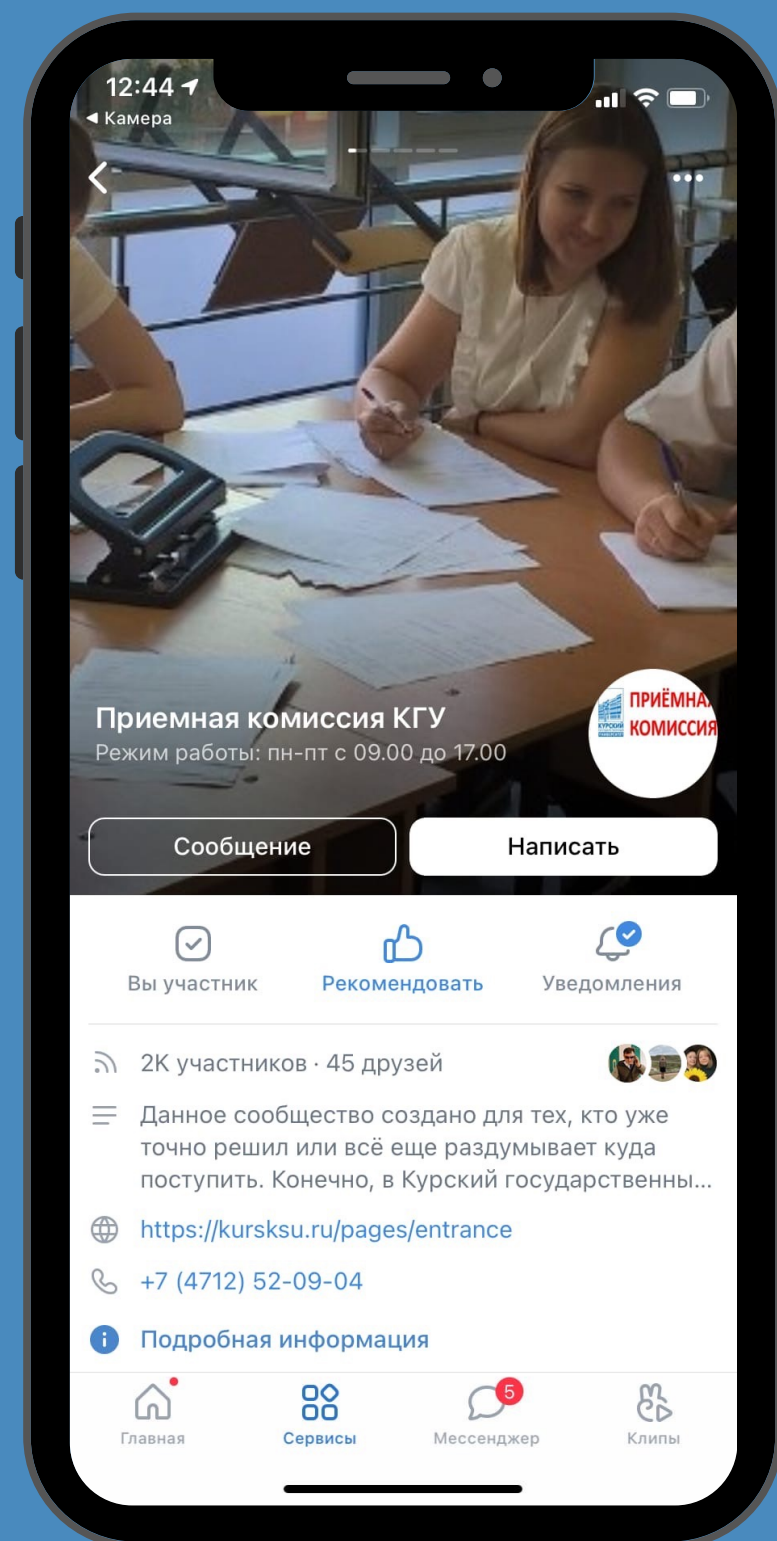 12:44
Камера
КУРСКИЙ
ПРИЁМНАЯ
КОМИССИЯ
Приемная комиссия КГУ
Режим работы: пн-пт с 09.00 до 17.00
Сообщение
Написать
Вы участник
Рекомендовать
Уведомления
2K участников · 45 друзей
Данное сообщество создано для тех, кто уже
точно решил или всё еще раздумывает куда
поступить. Конечно, в Курский государственны...
https://kursksu.ru/pages/entrance
+7 (4712) 52-09-04
Подробная информация
5
Главная
Сервисы
Мессенджер
Клипы